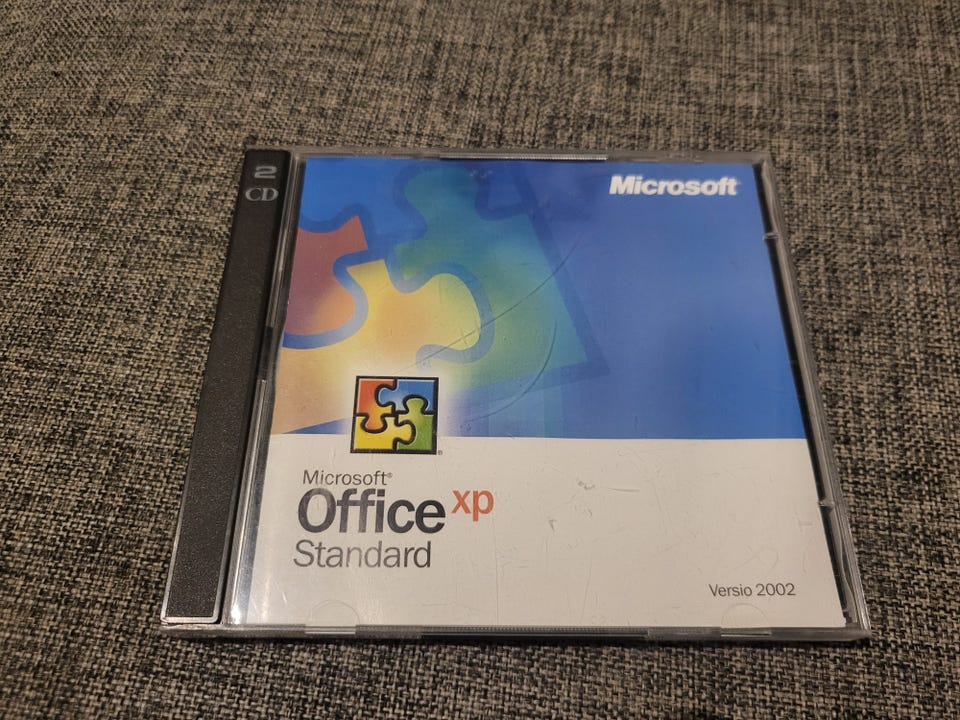 2
CD
Microsoft
Microsoft®
Office xp
Standard
Versio 2002